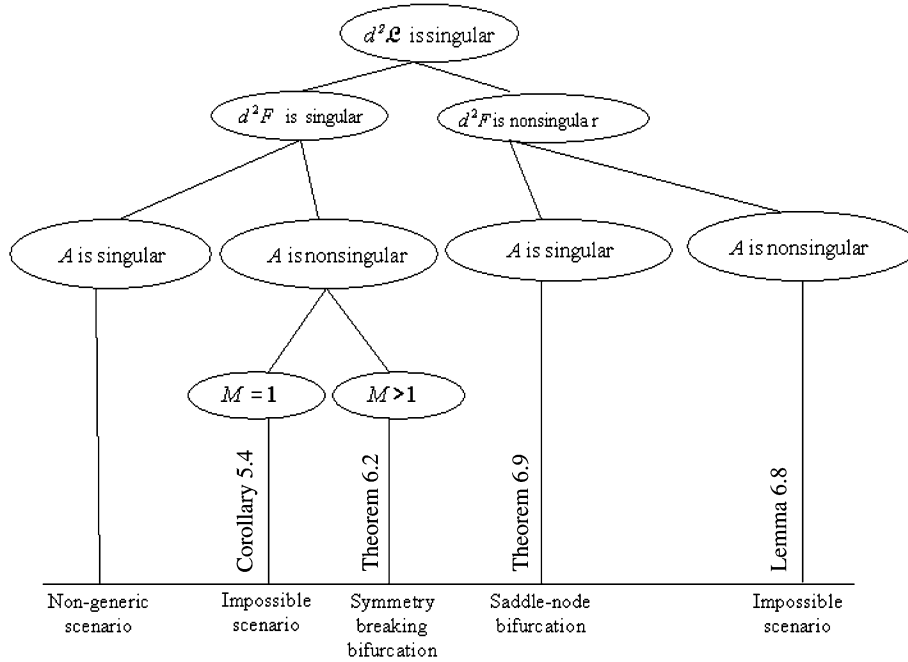 d²𝓛 is singular
d²F is singular
d²F is nonsingular
A is singular
A is nonsingular
A is singular
A is nonsingular
M = 1
M >1
Corollary 5.4
Theorem 6.2
Theorem 6.9
Lemma 6.8
Non-generic
scenario
Impossible
scenario
Symmetry
breaking
bifurcation
Saddle-node
bifurcation
Impossible
scenario